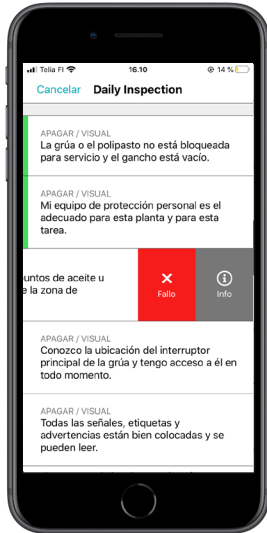 Telia FI 16.10 14 %
Cancelar Daily Inspection
APAGAR / VISUAL
La grúa o el polipasto no está bloqueada
para servicio y el gancho está vacío.
APAGAR / VISUAL
Mi equipo de protección personal es el
adecuado para esta planta y para esta
tarea.
untos de aceite u
e la zona de
Fallo
Info
APAGAR / VISUAL
Conozco la ubicación del interruptor
principal de la grúa y tengo acceso a él en
todo momento.
APAGAR / VISUAL
Todas las señales, etiquetas y
advertencias están bien colocadas y se
pueden leer.